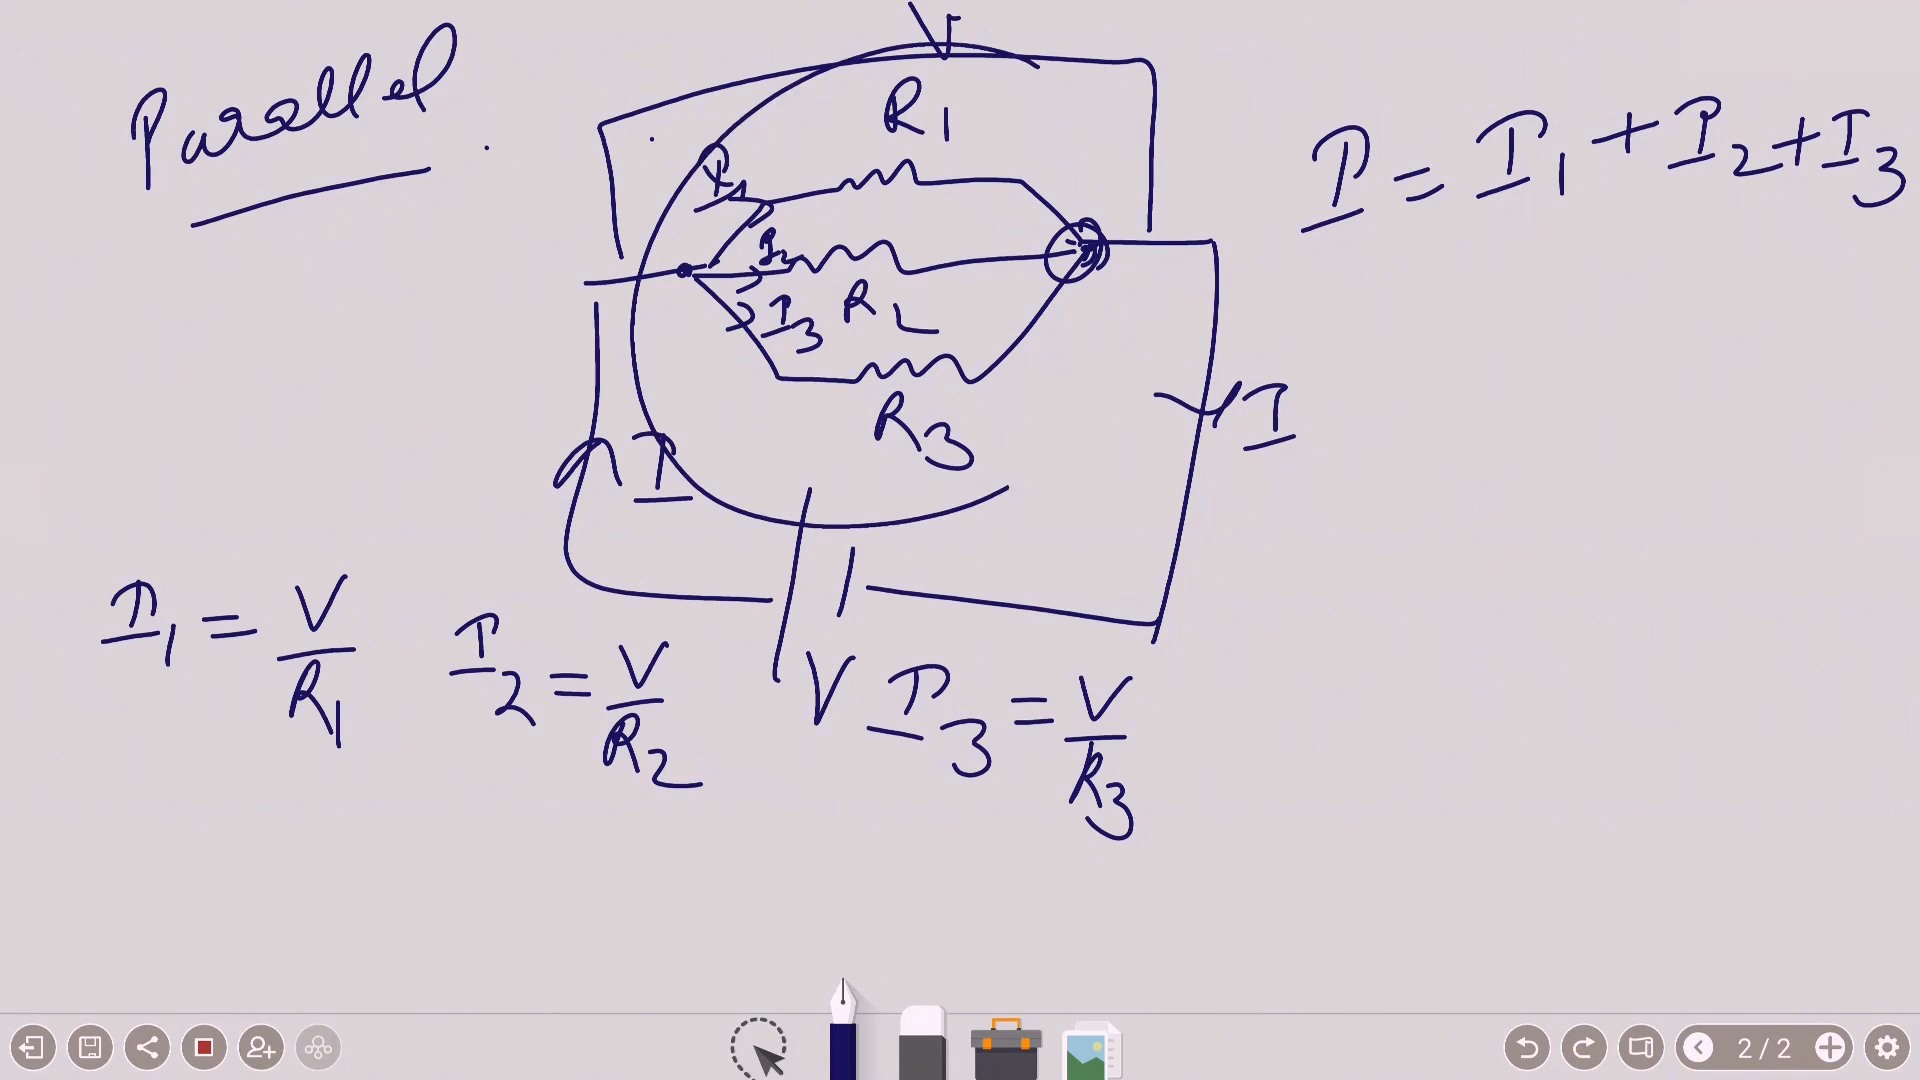 Parallel
V
R1
I = I1 + I2 + I3
I1
I2
I3
R2
R3
I
I
V
I1 = V/R1
I2 = V/R2
I3 = V/R3
2 / 2